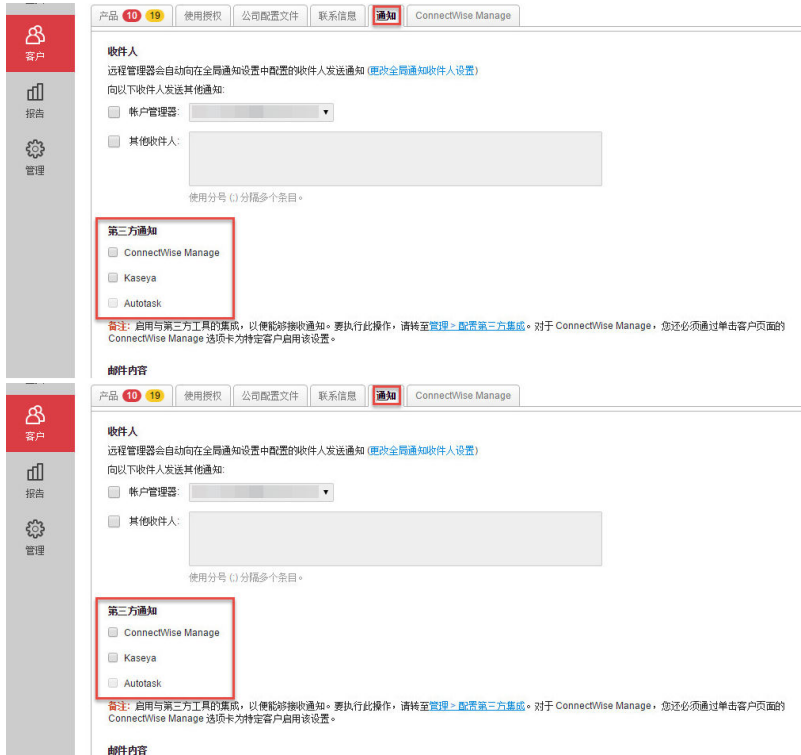 产品 10 19 使用授权 公司配置文件 联系信息 通知 ConnectWise Manage
客户
报告
管理
收件人
远程管理器会自动向在全局通知设置中配置的收件人发送通知 (更改全局通知收件人设置)
向以下收件人发送其他通知:
帐户管理器:
其他收件人:
使用分号 (;) 分隔多个条目。
第三方通知
ConnectWise Manage
Kaseya
Autotask
备注: 启用与第三方工具的集成，以便能够接收通知。要执行此操作，请转至管理 > 配置第三方集成。对于 ConnectWise Manage，您还必须通过单击客户页面的
ConnectWise Manage 选项卡为特定客户启用该设置。
邮件内容
产品 10 19 使用授权 公司配置文件 联系信息 通知 ConnectWise Manage
客户
报告
管理
收件人
远程管理器会自动向在全局通知设置中配置的收件人发送通知 (更改全局通知收件人设置)
向以下收件人发送其他通知:
帐户管理器:
其他收件人:
使用分号 (;) 分隔多个条目。
第三方通知
ConnectWise Manage
Kaseya
Autotask
备注: 启用与第三方工具的集成，以便能够接收通知。要执行此操作，请转至管理 > 配置第三方集成。对于 ConnectWise Manage，您还必须通过单击客户页面的
ConnectWise Manage 选项卡为特定客户启用该设置。
邮件内容